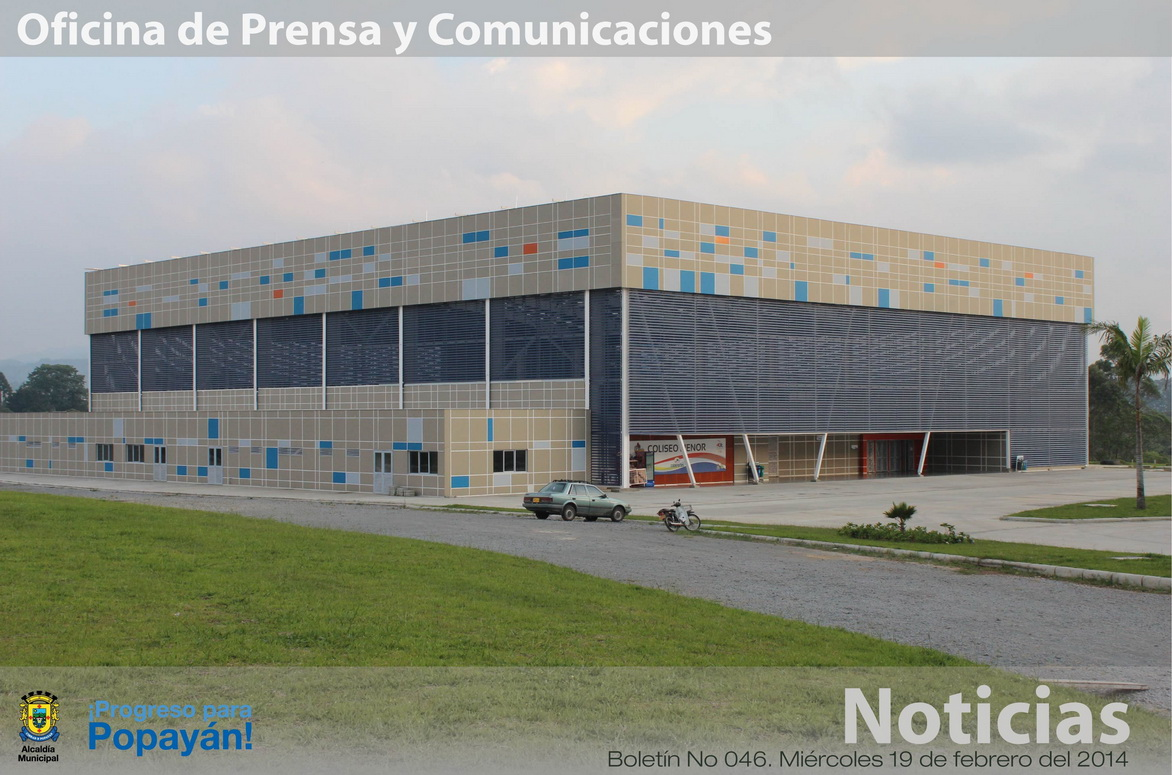 Oficina de Prensa y Comunicaciones
COLISEO MENOR
Alcaldía
Municipal
¡Progreso para
Popayán!
Noticias
Boletín No 046. Miércoles 19 de febrero del 2014